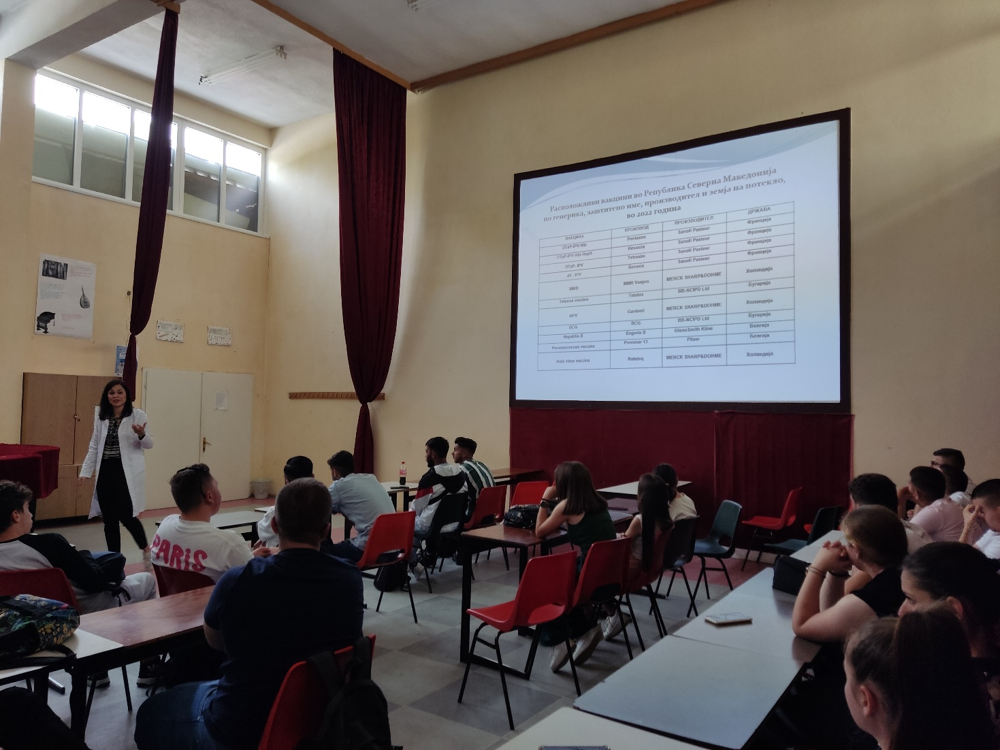 Расположливи вакцини во Република Северна Македонија
по генерика, заштитено име, производител и земја на потекло,
во 2022 година
ВАКЦИНА ПРОИЗВОД ПРОИЗВОДИТЕЛ ДРЖАВА
DTaP-IPV-Hib Pentaxim Sanofi Pasteur Франција
DTaP-IPV-Hib-HepB Hexaxim Sanofi Pasteur Франција
DTaP- IPV Tetraxim Sanofi Pasteur Франција
dT - IPV Revaxis Sanofi Pasteur Франција
MMR MMR Vaxpro MERCK SHARP&DOHME Холандија
Tetanus vaccine Tetatox BB-NCIPD Ltd Бугарија
HPV Gardasil MERCK SHARP&DOHME Холандија
BCG BCG BB-NCIPD Ltd Бугарија
Hepatitis B Engerix B GlaxoSmith Kline Белгија
Pneumococcus vaccine Prevenar 13 Pfizer Белгија
Rota virus vaccine Rotateq MERCK SHARP&DOHME Холандија
PARIS